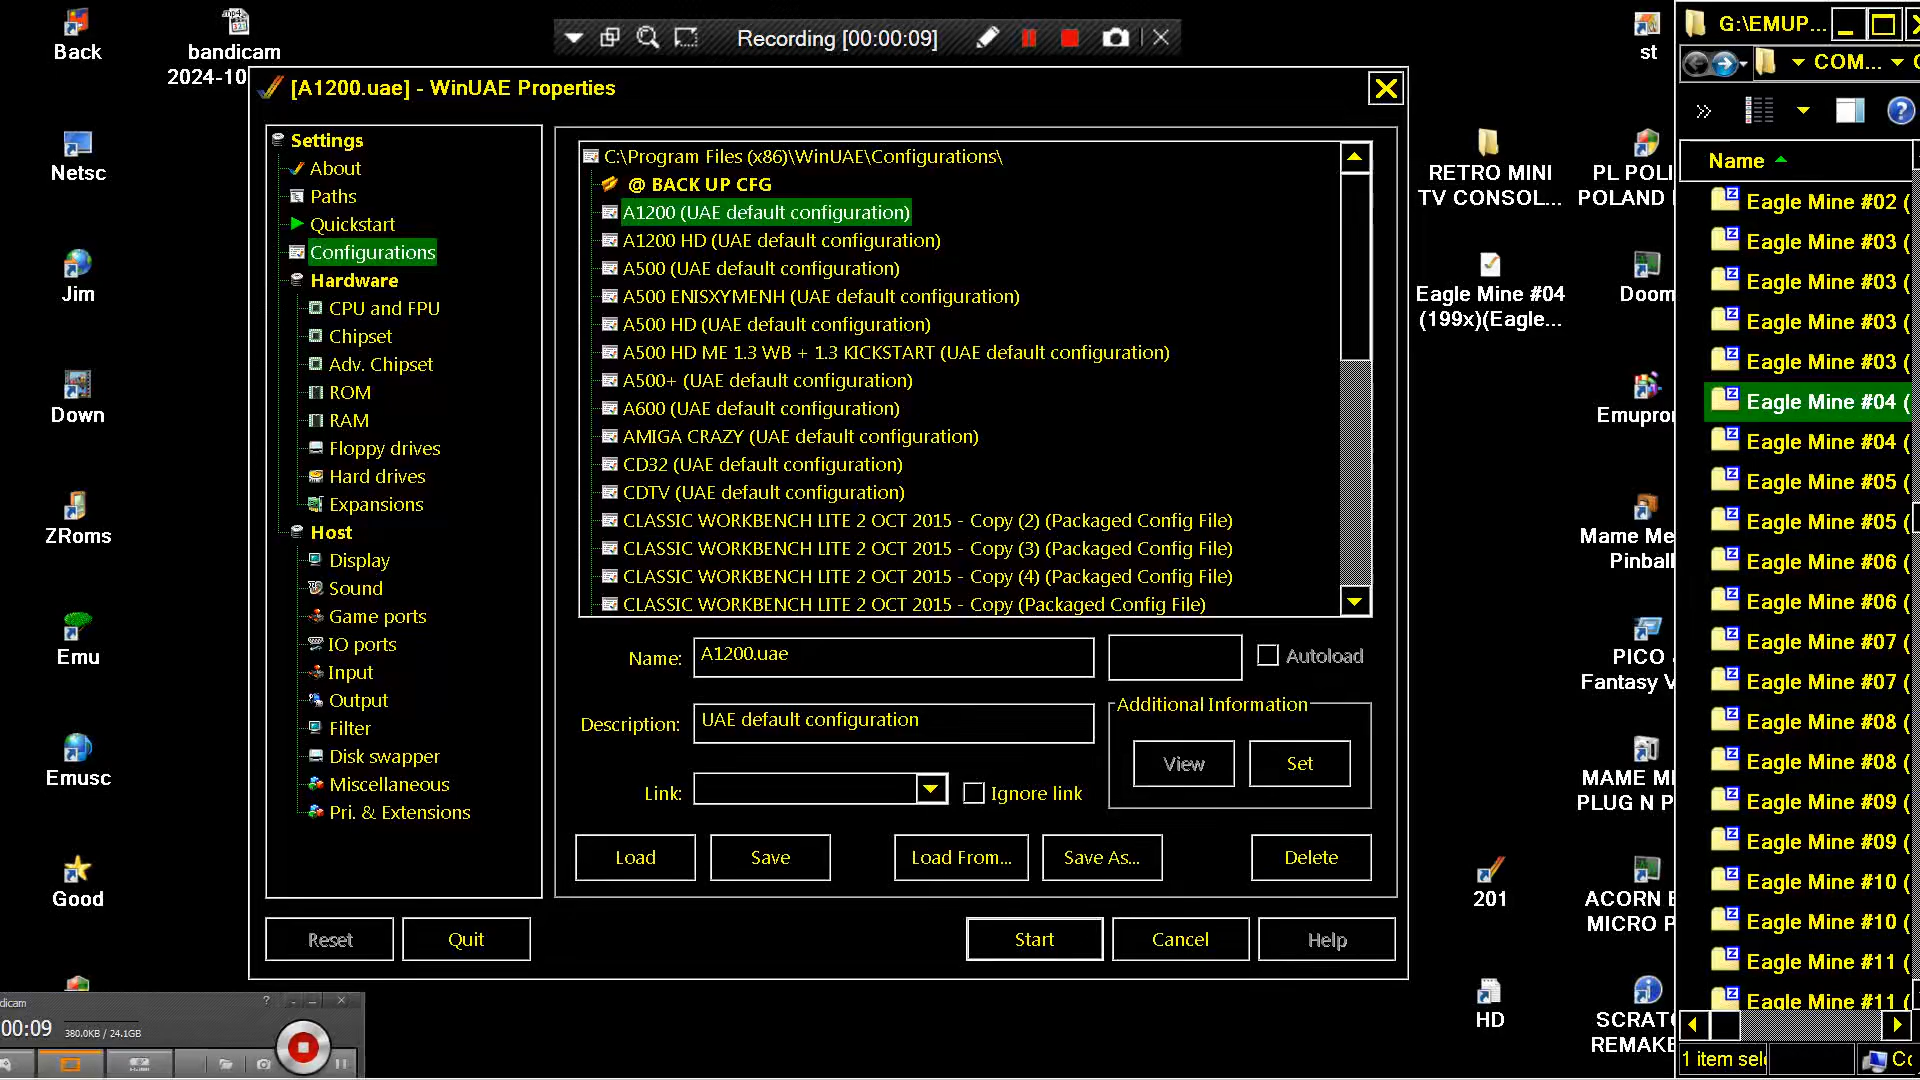 Back
bandicam
2024-10
Netsc
Jim
Down
ZRoms
Emu
Emusc
Good
Recording [00:00:09]
[A1200.uae] - WinUAE Properties
Settings
About
Paths
Quickstart
Configurations
Hardware
CPU and FPU
Chipset
Adv. Chipset
ROM
RAM
Floppy drives
Hard drives
Expansions
Host
Display
Sound
Game ports
IO ports
Input
Output
Filter
Disk swapper
Miscellaneous
Pri. & Extensions
C:\Program Files (x86)\WinUAE\Configurations\
@ BACK UP CFG
A1200 (UAE default configuration)
A1200 HD (UAE default configuration)
A500 (UAE default configuration)
A500 ENISXYMENH (UAE default configuration)
A500 HD (UAE default configuration)
A500 HD ME 1.3 WB + 1.3 KICKSTART (UAE default configuration)
A500+ (UAE default configuration)
A600 (UAE default configuration)
AMIGA CRAZY (UAE default configuration)
CD32 (UAE default configuration)
CDTV (UAE default configuration)
CLASSIC WORKBENCH LITE 2 OCT 2015 - Copy (2) (Packaged Config File)
CLASSIC WORKBENCH LITE 2 OCT 2015 - Copy (3) (Packaged Config File)
CLASSIC WORKBENCH LITE 2 OCT 2015 - Copy (4) (Packaged Config File)
CLASSIC WORKBENCH LITE 2 OCT 2015 - Copy (Packaged Config File)
Name: A1200.uae
Autoload
Description: UAE default configuration
Additional Information
View Set
Link:
Ignore link
Load Save Load From... Save As... Delete
Reset Quit Start Cancel Help
dicam
00:09 380.0KB / 24.1GB
RETRO MINI
TV CONSOL...
Eagle Mine #04
(199x)(Eagle...
201
HD
st
PL POLI
POLAND
Doom
Emupro
Mame Me
Pinball
PICO
Fantasy V
MAME MI
PLUG N P
ACORN E
MICRO P
SCRATC
REMAKE
G:\EMUP...
COM...
Name
Eagle Mine #02 (
Eagle Mine #03 (
Eagle Mine #03 (
Eagle Mine #03 (
Eagle Mine #03 (
Eagle Mine #04 (
Eagle Mine #04 (
Eagle Mine #05 (
Eagle Mine #05 (
Eagle Mine #06 (
Eagle Mine #06 (
Eagle Mine #07 (
Eagle Mine #07 (
Eagle Mine #08 (
Eagle Mine #08 (
Eagle Mine #09 (
Eagle Mine #09 (
Eagle Mine #10 (
Eagle Mine #10 (
Eagle Mine #11 (
Eagle Mine #11 (
1 item sel